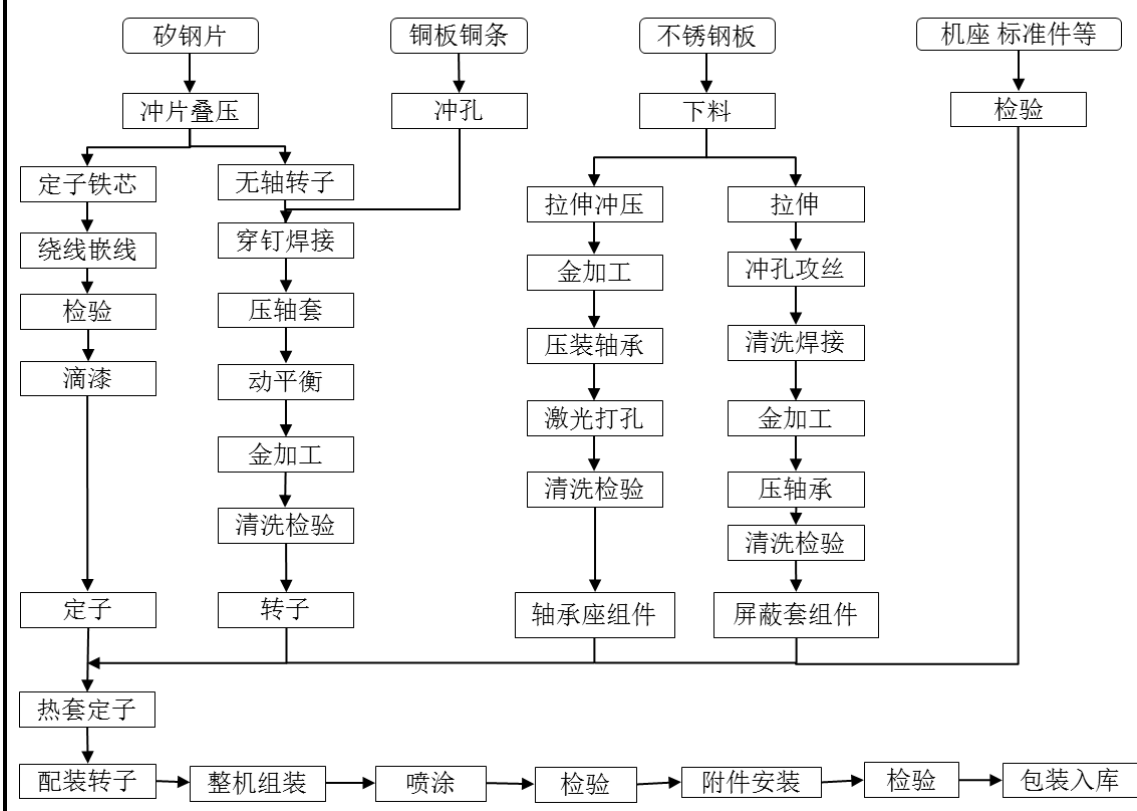 矽钢片
铜板铜条
不锈钢板
机座 标准件等
冲片叠压
冲孔
下料
检验
定子铁芯
无轴转子
拉伸冲压
拉伸
绕线嵌线
穿钉焊接
金加工
冲孔攻丝
检验
压轴套
压装轴承
清洗焊接
滴漆
动平衡
激光打孔
金加工
金加工
清洗检验
压轴承
清洗检验
清洗检验
定子
转子
轴承座组件
屏蔽套组件
热套定子
配装转子
整机组装
喷涂
检验
附件安装
检验
包装入库